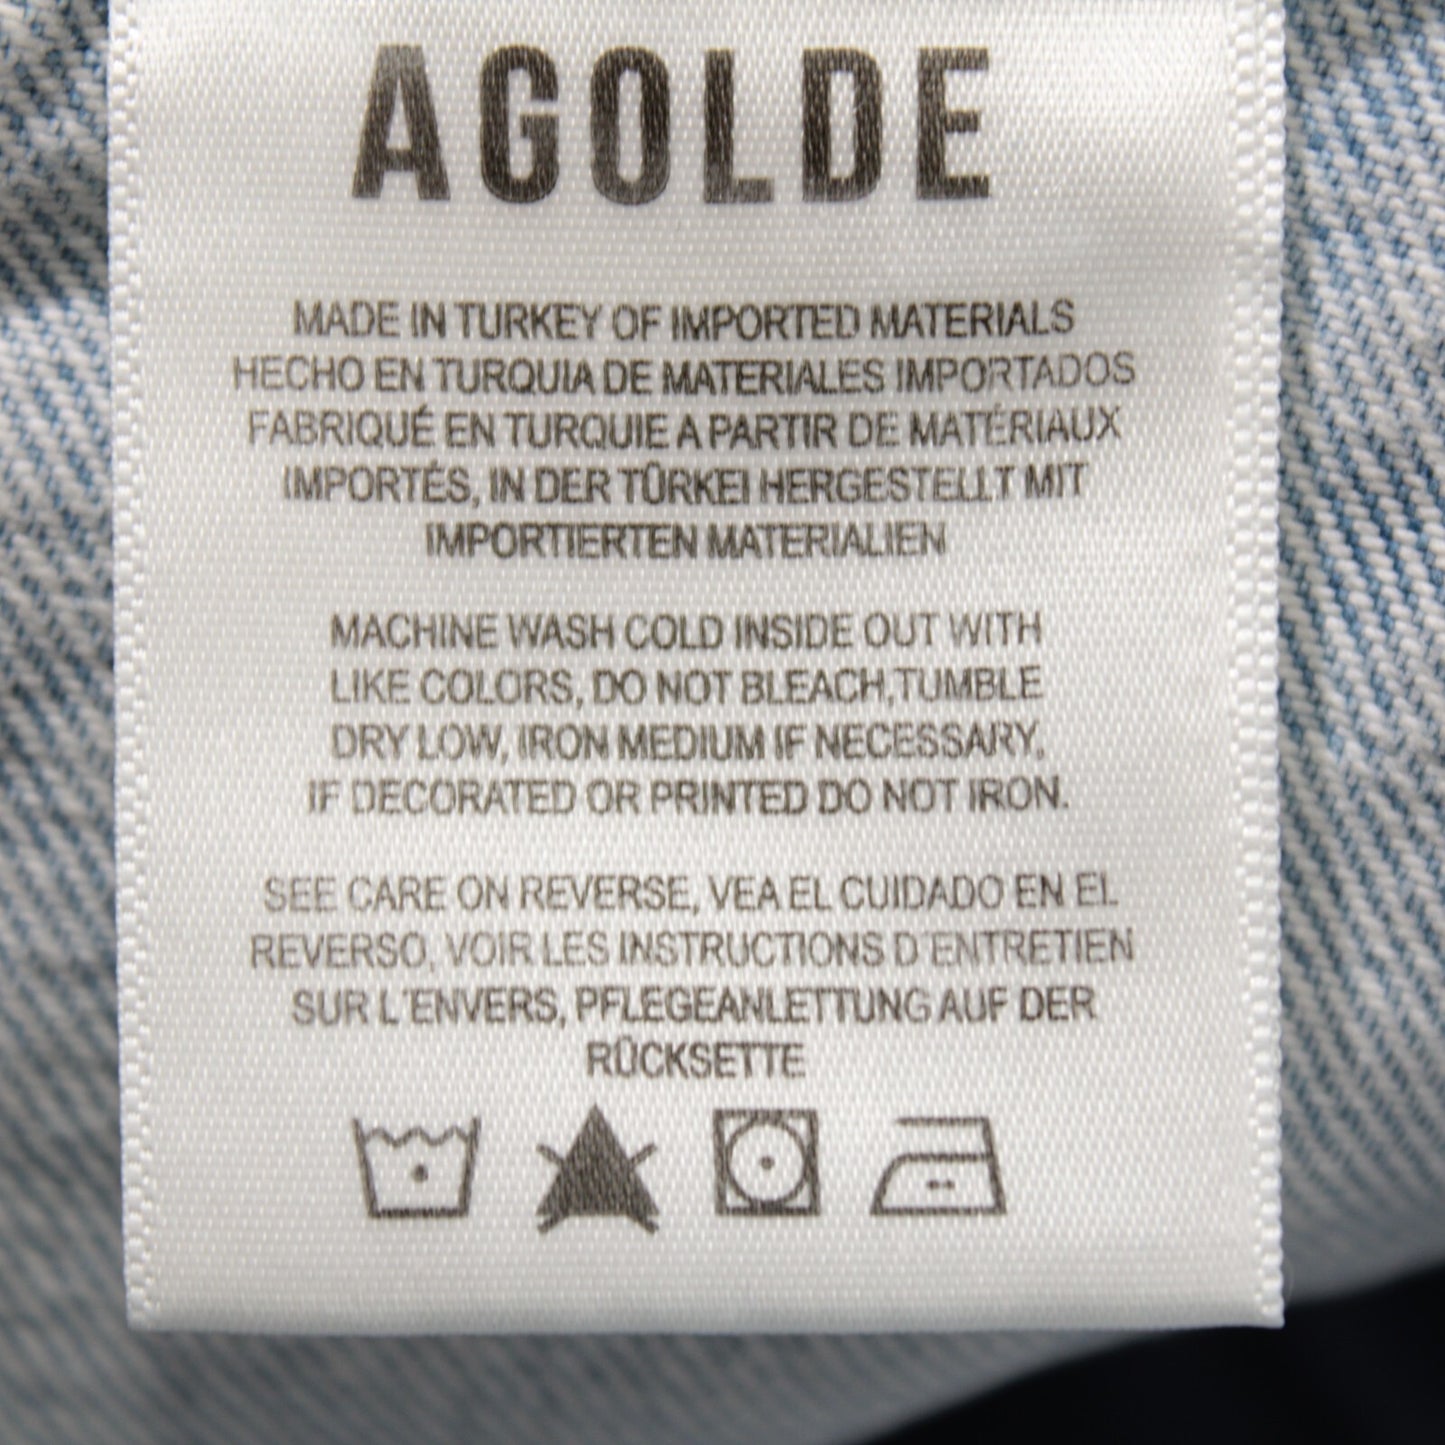 AGOLDE
MADE IN TURKEY OF IMPORTED MATERIALS
HECHO EN TURQUIA DE MATERIALES IMPORTADOS
FABRIQUÉ EN TURQUIE A PARTIR DE MATÉRIAUX
IMPORTÉS, IN DER TÜRKEI HERGESTELLT MIT
IMPORTIERTEN MATERIALIEN
MACHINE WASH COLD INSIDE OUT WITH
LIKE COLORS, DO NOT BLEACH,TUMBLE
DRY LOW, IRON MEDIUM IF NECESSARY,
IF DECORATED OR PRINTED DO NOT IRON.
SEE CARE ON REVERSE, VEA EL CUIDADO EN EL
REVERSO, VOIR LES INSTRUCTIONS D'ENTRETIEN
SUR L'ENVERS, PFLEGEANLETTUNG AUF DER
RÜCKSETTE